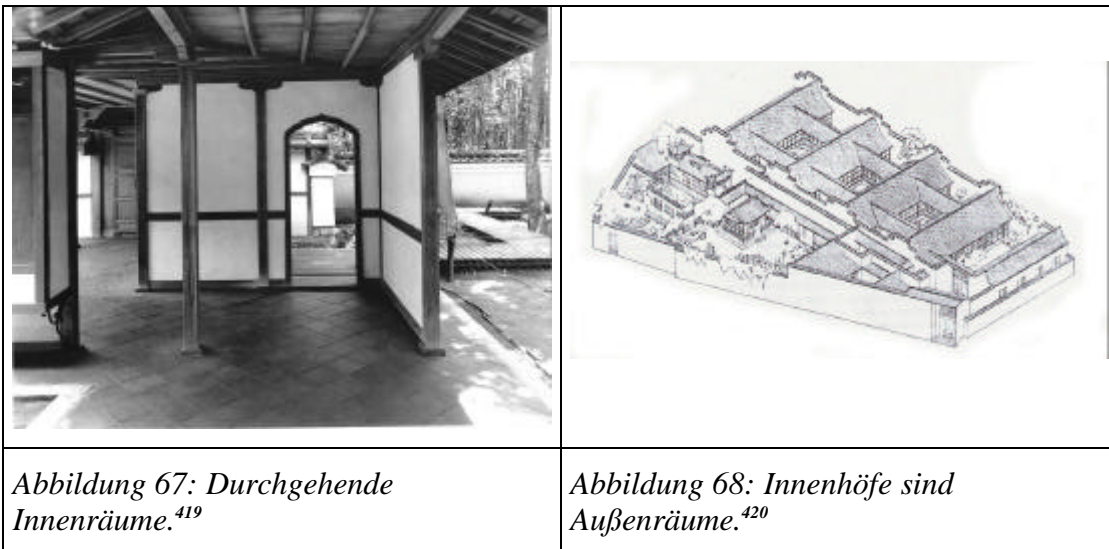 Abbildung 67: Durchgehende
Innenräume.419
Abbildung 68: Innenhöfe sind
Außenräume.420